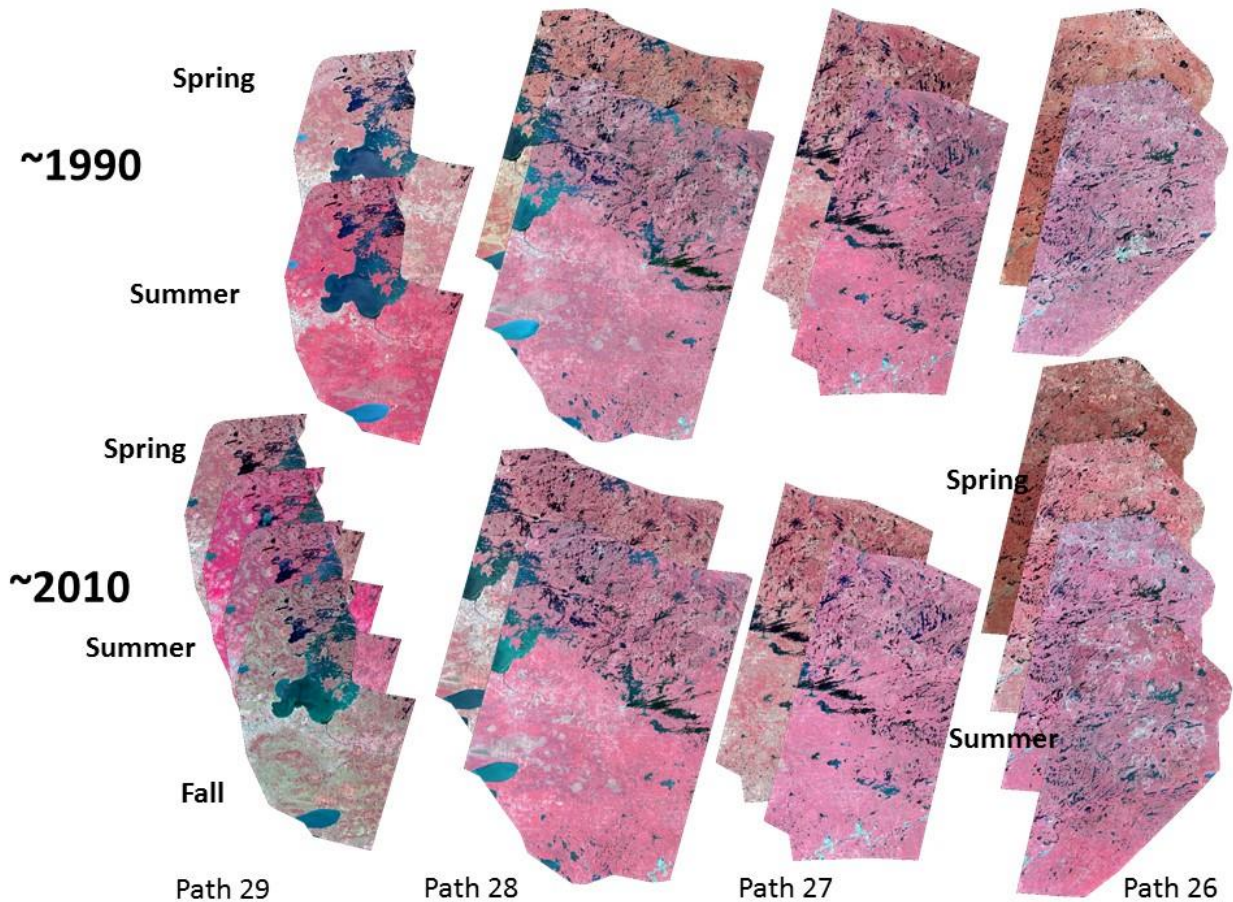 Spring
~1990
Summer
Spring
Spring
~2010
Summer
Summer
Fall
Path 29
Path 28
Path 27
Path 26